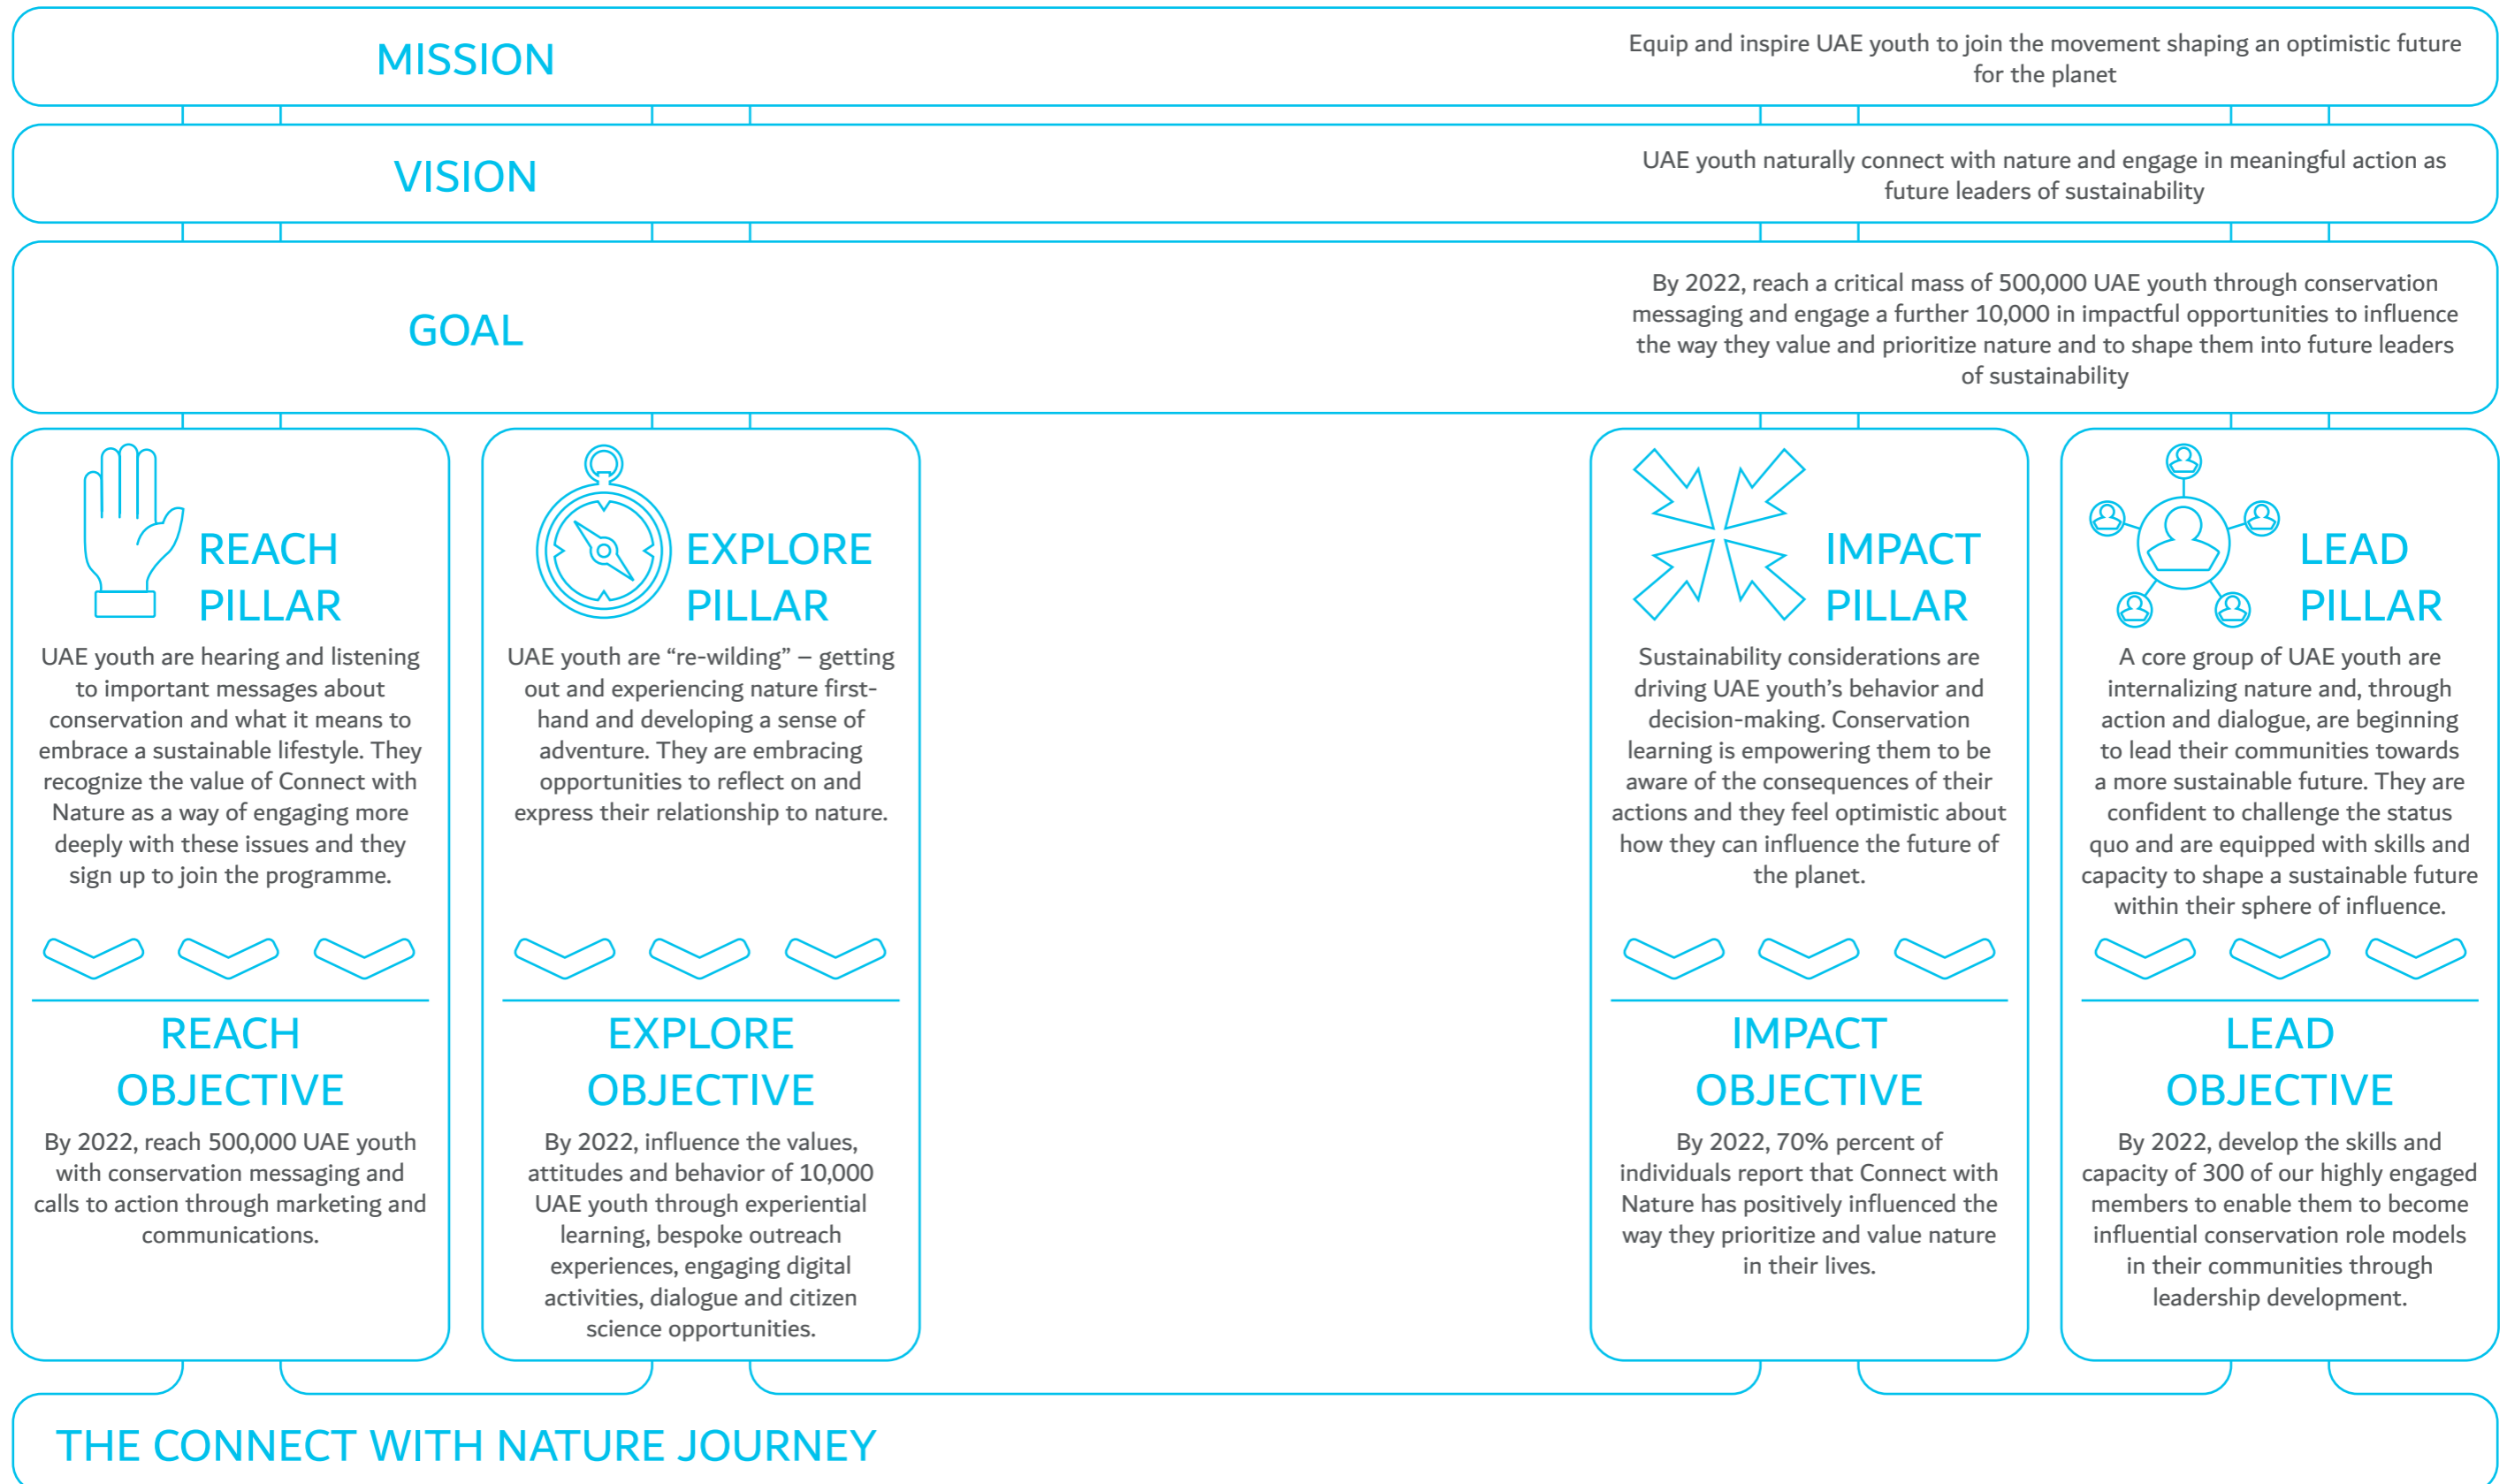 MISSION
Equip and inspire UAE youth to join the movement shaping an optimistic future
for the planet
VISION
UAE youth naturally connect with nature and engage in meaningful action as
future leaders of sustainability
GOAL
By 2022, reach a critical mass of 500,000 UAE youth through conservation
messaging and engage a further 10,000 in impactful opportunities to influence
the way they value and prioritize nature and to shape them into future leaders
of sustainability
REACH
PILLAR
UAE youth are hearing and listening
to important messages about
conservation and what it means to
embrace a sustainable lifestyle. They
recognize the value of Connect with
Nature as a way of engaging more
deeply with these issues and they
sign up to join the programme.
REACH
OBJECTIVE
By 2022, reach 500,000 UAE youth
with conservation messaging and
calls to action through marketing and
communications.
EXPLORE
PILLAR
UAE youth are “re-wilding” – getting
out and experiencing nature first-
hand and developing a sense of
adventure. They are embracing
opportunities to reflect on and
express their relationship to nature.
EXPLORE
OBJECTIVE
By 2022, influence the values,
attitudes and behavior of 10,000
UAE youth through experiential
learning, bespoke outreach
experiences, engaging digital
activities, dialogue and citizen
science opportunities.
IMPACT
PILLAR
Sustainability considerations are
driving UAE youth’s behavior and
decision-making. Conservation
learning is empowering them to be
aware of the consequences of their
actions and they feel optimistic about
how they can influence the future of
the planet.
IMPACT
OBJECTIVE
By 2022, 70% percent of
individuals report that Connect with
Nature has positively influenced the
way they prioritize and value nature
in their lives.
LEAD
PILLAR
A core group of UAE youth are
internalizing nature and, through
action and dialogue, are beginning
to lead their communities towards
a more sustainable future. They are
confident to challenge the status
quo and are equipped with skills and
capacity to shape a sustainable future
within their sphere of influence.
LEAD
OBJECTIVE
By 2022, develop the skills and
capacity of 300 of our highly engaged
members to enable them to become
influential conservation role models
in their communities through
leadership development.
THE CONNECT WITH NATURE JOURNEY